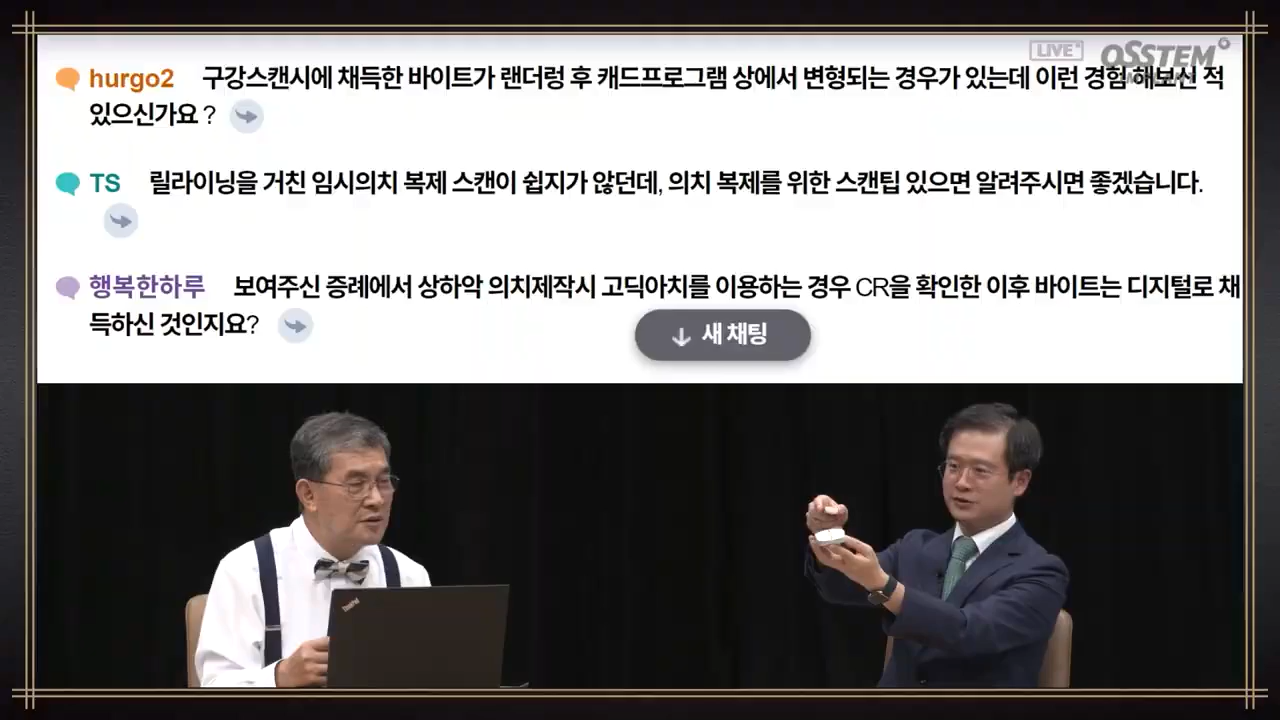 LIVE
OSSTEM
hurgo2 구강스캔시에 채득한 바이트가 랜더렁 후 캐드프로그램 상에서 변형되는 경우가 있는데 이런 경험 해보신 적
있으신가요 ?
TS 릴라이닝을 거친 임시의치 복제 스캔이 쉽지가 않던데, 의치 복제를 위한 스캔팁 있으면 알려주시면 좋겠습니다.
행복한하루 보여주신 증례에서 상하악 의치제작시 고딕아치를 이용하는 경우 CR을 확인한 이후 바이트는 디지털로 채
득하신 것인지요?
↓ 새 채팅
ThinkPad